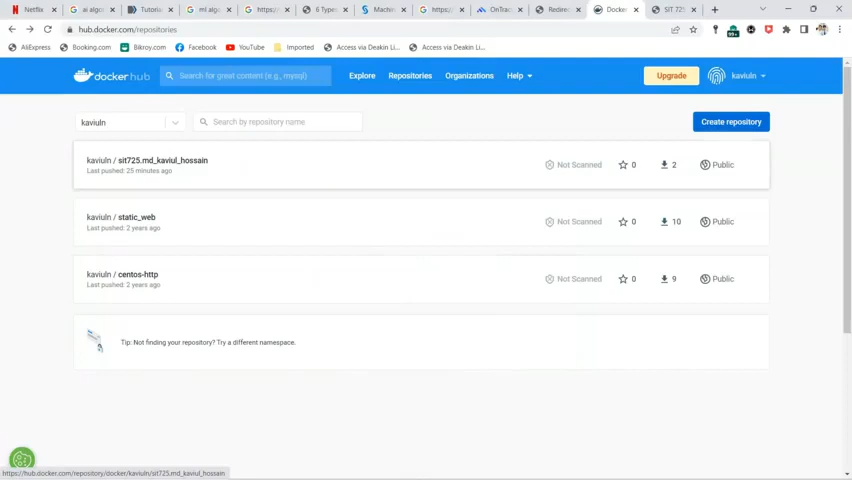 Netflix
ai algo
Tutoria
ml algo
https://
6 Types
Machin
https://
OnTrac
Redirec
Docker
SIT 725
hub.docker.com/repositories
99+
AliExpress
Booking.com
Bikroy.com
Facebook
YouTube
Imported
Access via Deakin Li...
Access via Deakin Li...
docker hub
Search for great content (e.g., mysql)
Explore
Repositories
Organizations
Help
Upgrade
kaviuln
kaviuln
Search by repository name
Create repository
kaviuln / sit725.md_kaviul_hossain
Last pushed: 25 minutes ago
Not Scanned
0
2
Public
kaviuln / static_web
Last pushed: 2 years ago
Not Scanned
0
10
Public
kaviuln / centos-http
Last pushed: 2 years ago
Not Scanned
0
9
Public
Tip: Not finding your repository? Try a different namespace.
https://hub.docker.com/repository/docker/kaviuln/sit725.md_kaviul_hossain